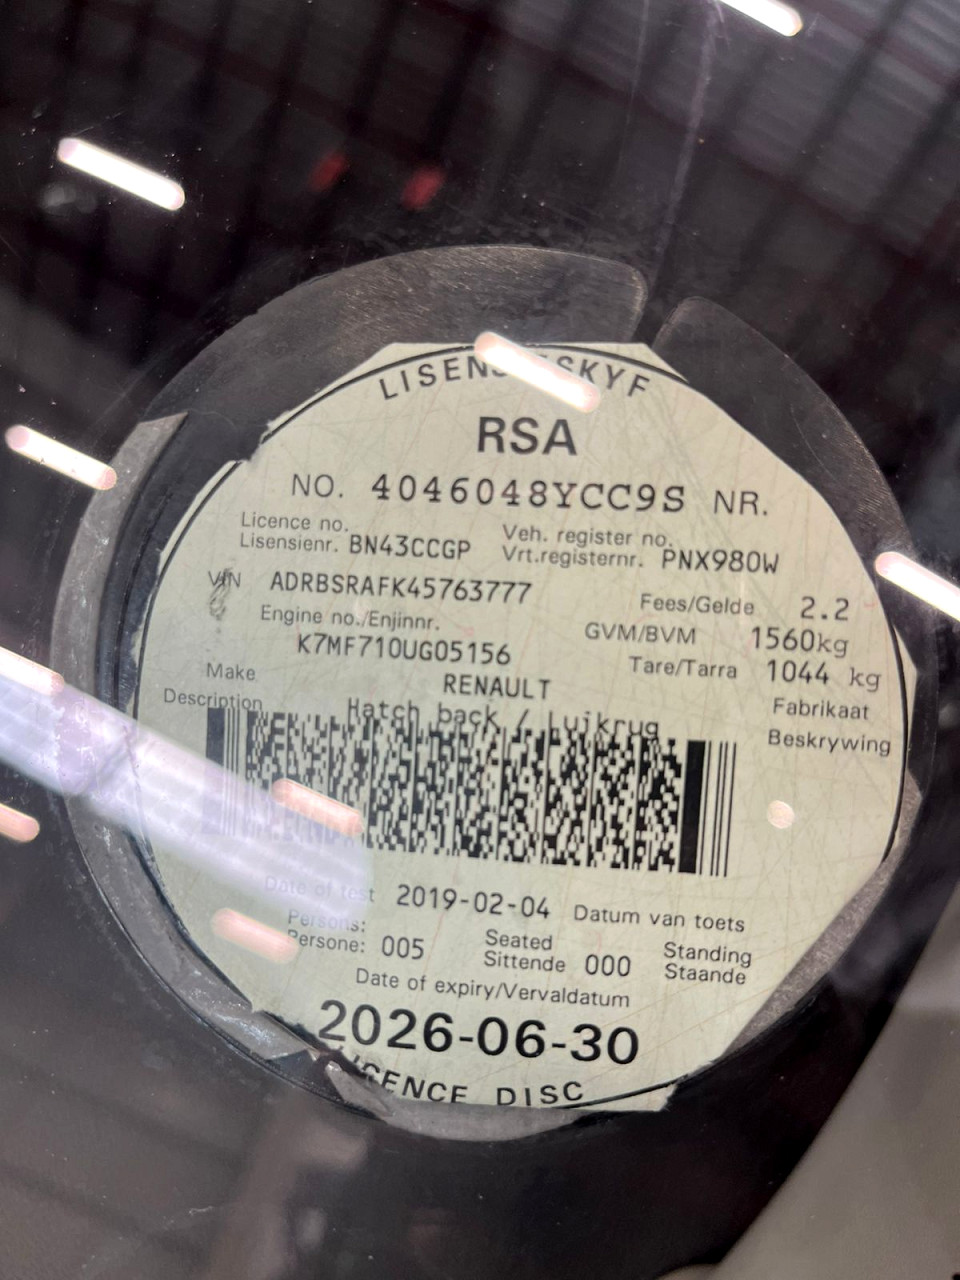 LISENSIESKYF
RSA
NO. 4046048YCC9S NR.
Licence no.
Lisensienr. BN43CCGP
Veh. register no.
Vrt.registernr. PNX980W
VIN ADRBSRAFK45763777
Fees/Gelde 2.2
Engine no./Enjinnr.
K7MF710UG05156
GVM/BVM 1560kg
Tare/Tarra 1044 kg
Make RENAULT Fabrikaat
Description Hatch back / Luikrug Beskrywing
Date of test 2019-02-04 Datum van toets
Persons:
Persone: 005
Seated
Sittende 000
Standing
Staande
Date of expiry/Vervaldatum
2026-06-30
LICENCE DISC